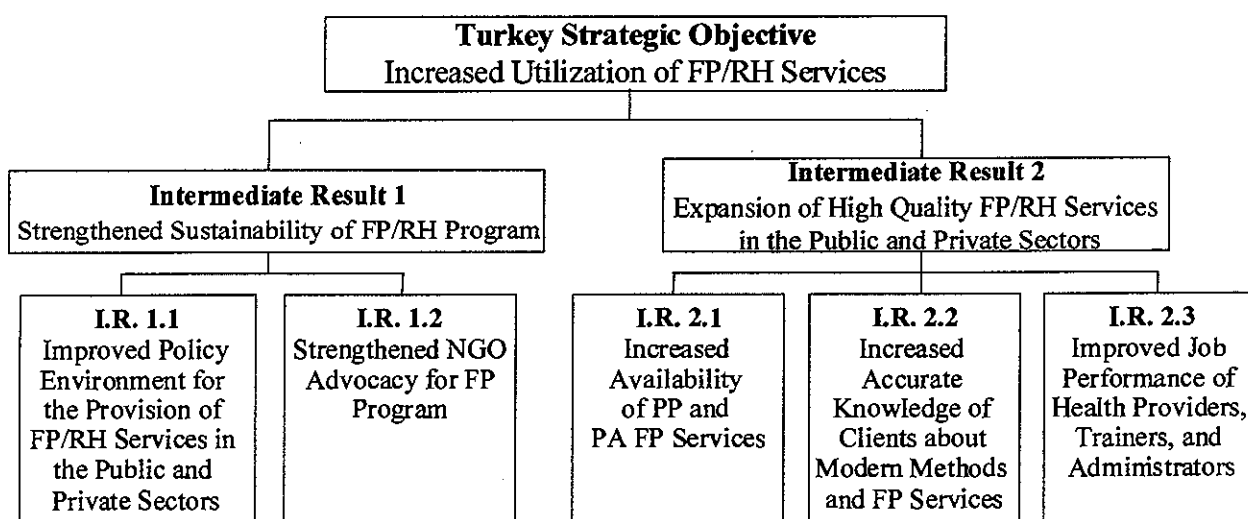 Turkey Strategic Objective
Increased Utilization of FP/RH Services
Intermediate Result 1
Strengthened Sustainability of FP/RH Program
Intermediate Result 2
Expansion of High Quality FP/RH Services
in the Public and Private Sectors
I.R. 1.1
Improved Policy
Environment for
the Provision of
FP/RH Services in
the Public and
Private Sectors
I.R. 1.2
Strengthened NGO
Advocacy for FP
Program
I.R. 2.1
Increased
Availability
of PP and
PA FP Services
I.R. 2.2
Increased
Accurate
Knowledge of
Clients about
Modern Methods
and FP Services
I.R. 2.3
Improved Job
Performance of
Health Providers,
Trainers, and
Administrators